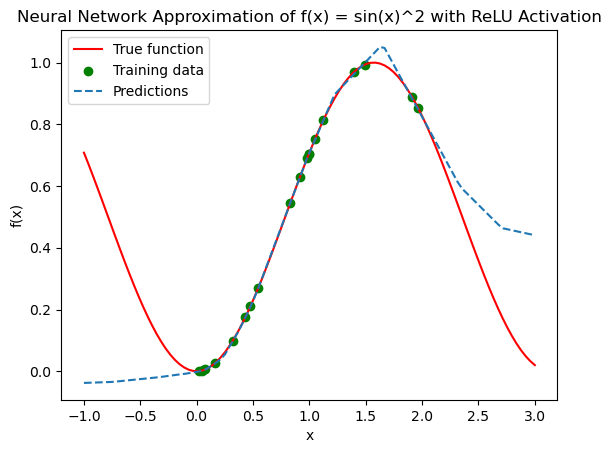 Neural Network Approximation of f(x) = sin(x)^2 with ReLU Activation
True function
Training data
Predictions
f(x)
1.0
0.8
0.6
0.4
0.2
0.0
−1.0 −0.5 0.0 0.5 1.0 1.5 2.0 2.5 3.0
x